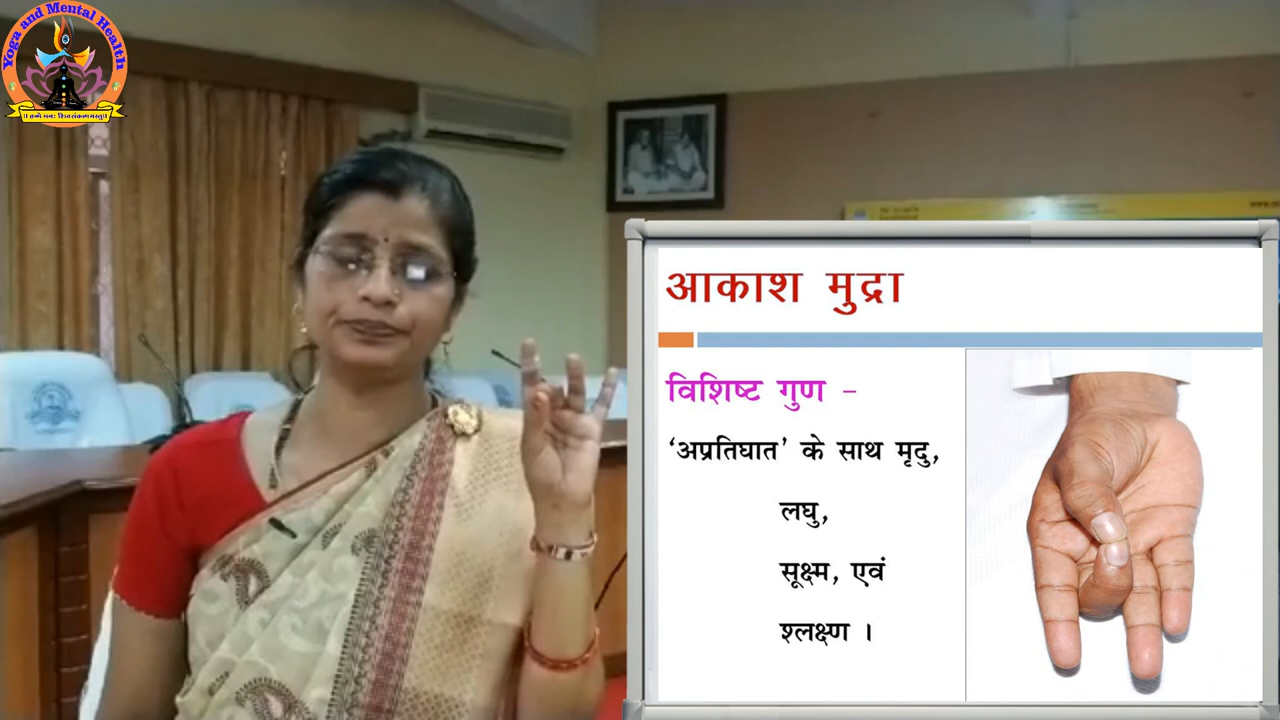 Yoga and Mental Health
आकाश मुद्रा
विशिष्ट गुण –
‘अप्रतिघात’ के साथ मृदु,
लघु,
सूक्ष्म, एवं
श्लक्ष्ण ।